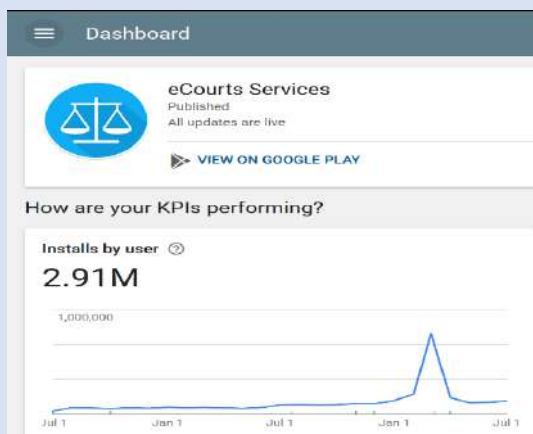 Dashboard
eCourts Services
Published
All updates are live
VIEW ON GOOGLE PLAY
How are your KPIs performing?
Installs by user
2.91M
1,000,000
Jul 1 Jan 1 Jul 1 Jan 1 Jul 1